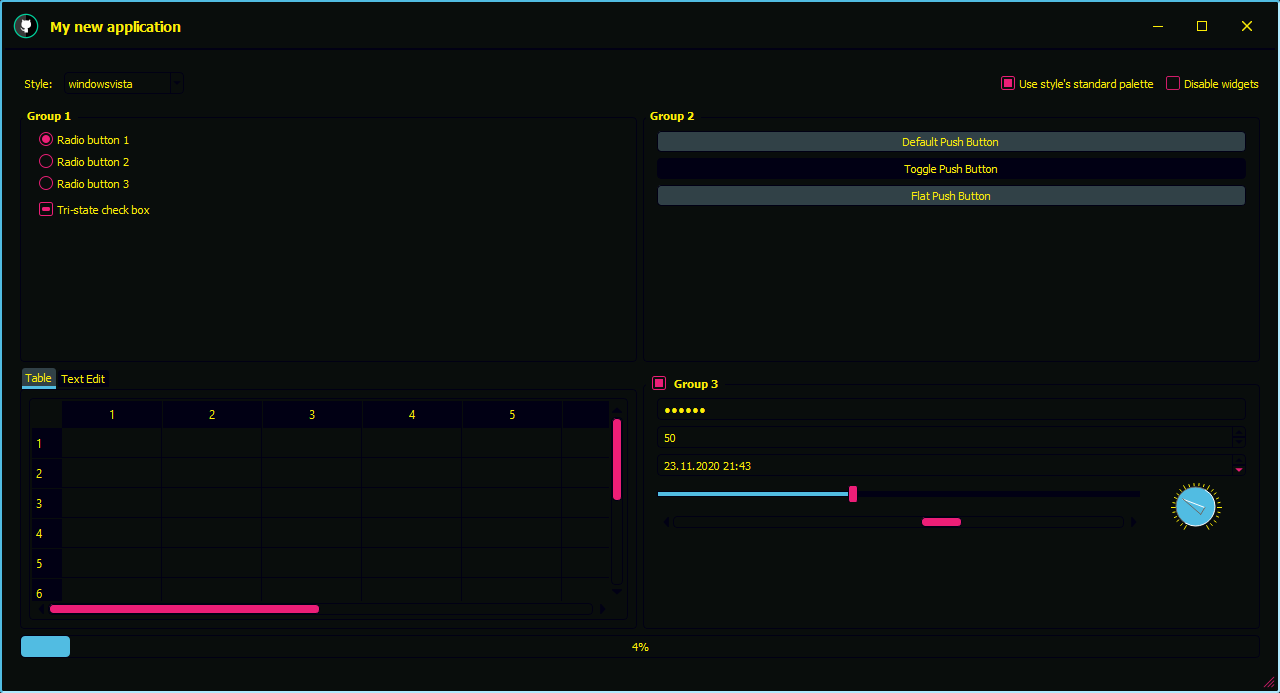 My new application
Style: windowsvista Use style's standard palette Disable widgets
Group 1
Radio button 1
Radio button 2
Radio button 3
Tri-state check box
Group 2
Default Push Button
Toggle Push Button
Flat Push Button
Table Text Edit
1 2 3 4 5
1
2
3
4
5
6
Group 3
••••••
50
23.11.2020 21:43
4%